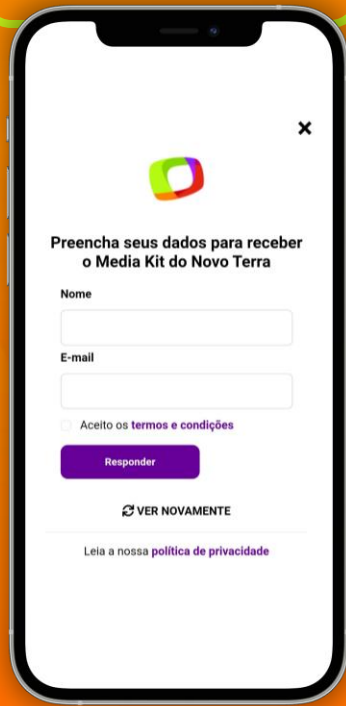 Preencha seus dados para receber
o Media Kit do Novo Terra
Nome
E-mail
Aceito os termos e condições
Responder
VER NOVAMENTE
Leia a nossa política de privacidade